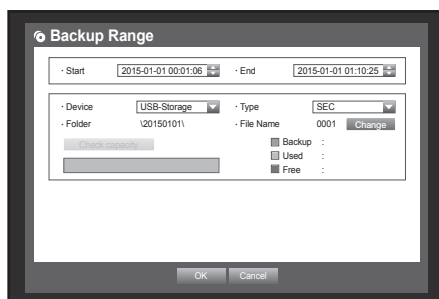 Backup Range
· Start 2015-01-01 00:01:06 · End 2015-01-01 01:10:25
· Device USB-Storage · Type SEC
· Folder \20150101\ · File Name 0001 Change
Check capacity Backup :
Used :
Free :
OK Cancel